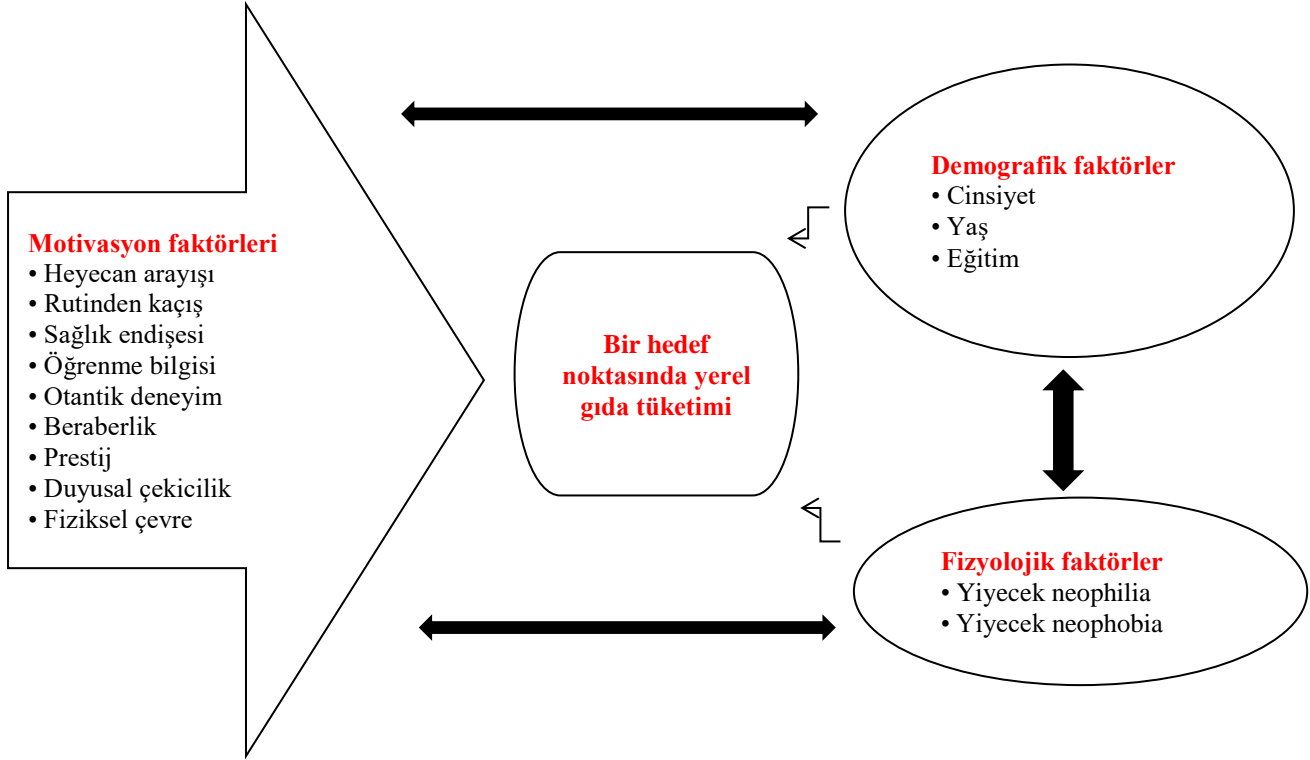 Motivasyon faktörleri
• Heyecan arayışı
• Rutinden kaçış
• Sağlık endişesi
• Öğrenme bilgisi
• Otantik deneyim
• Beraberlik
• Prestij
• Duyusal çekicilik
• Fiziksel çevre
Bir hedef
noktasında yerel
gıda tüketimi
Demografik faktörler
• Cinsiyet
• Yaş
• Eğitim
Fizyolojik faktörler
• Yiyecek neophilia
• Yiyecek neophobia